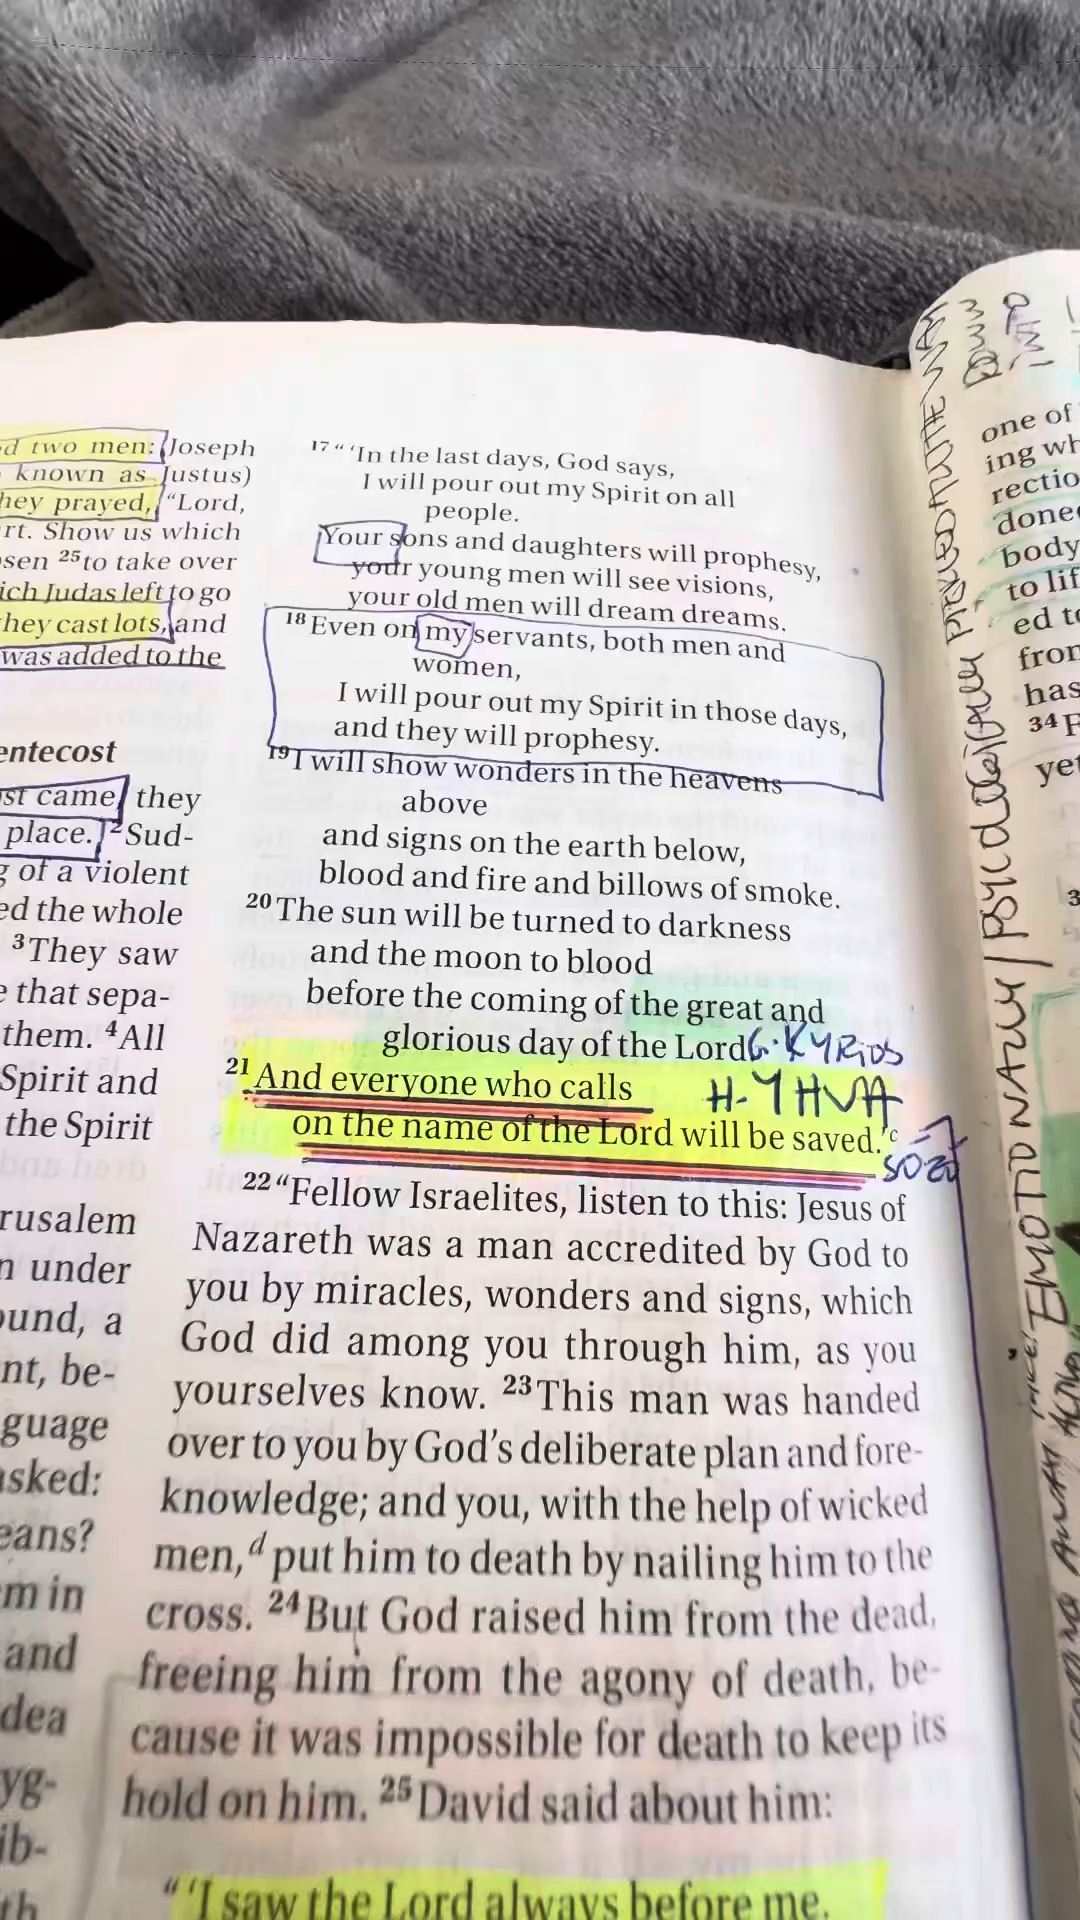 d two men: Joseph
known as Justus)
hey prayed, “Lord,
rt. Show us which
sen 25 to take over
ich Judas left to go
they cast lots, and
was added to the
entecost
st came, they
place. 2 Sud-
g of a violent
ed the whole
3 They saw
e that sepa-
them. 4 All
Spirit and
the Spirit
rusalem
n under
ound, a
nt, be-
guage
asked:
eans?
m in
and
dea
yg-
ib-
th
17 “ ‘In the last days, God says,
I will pour out my Spirit on all
people.
Your sons and daughters will prophesy,
your young men will see visions,
your old men will dream dreams.
18 Even on my servants, both men and
women,
I will pour out my Spirit in those days,
and they will prophesy.
19 I will show wonders in the heavens
above
and signs on the earth below,
blood and fire and billows of smoke.
20 The sun will be turned to darkness
and the moon to blood
before the coming of the great and
glorious day of the Lord G. KYRiOS
21 And everyone who calls H-YHVA
on the name of the Lord will be saved.’ c
SO-ZO
22 “Fellow Israelites, listen to this: Jesus of
Nazareth was a man accredited by God to
you by miracles, wonders and signs, which
God did among you through him, as you
yourselves know. 23 This man was handed
over to you by God’s deliberate plan and fore-
knowledge; and you, with the help of wicked
men, d put him to death by nailing him to the
cross. 24 But God raised him from the dead,
freeing him from the agony of death, be-
cause it was impossible for death to keep its
hold on him. 25 David said about him:
“ ‘I saw the Lord always before me.
EMOTIONALLY/
one of
ing wh
rectio
done
body
to lif
ed to
from
has
34 F
yet